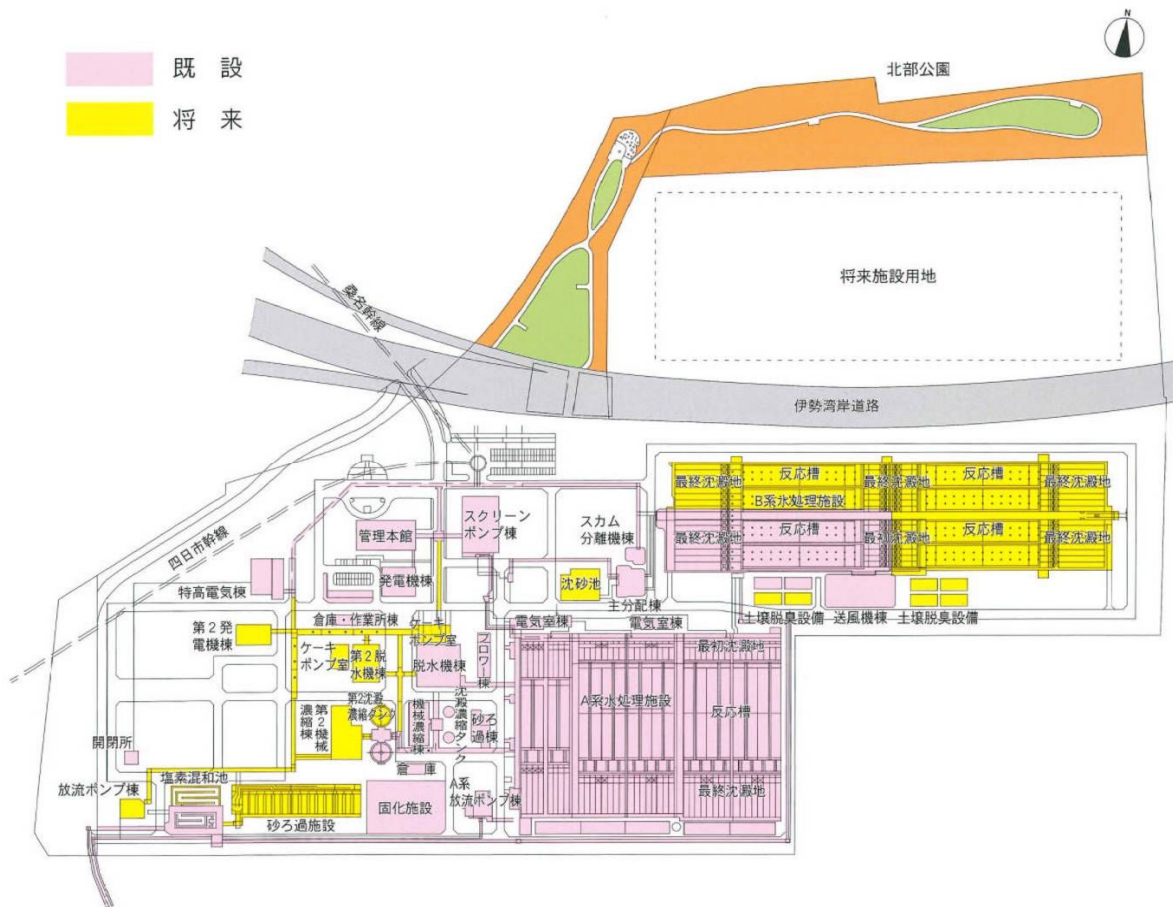 N
既 設
将 来
北部公園
将来施設用地
桑名幹線
伊勢湾岸道路
四日市幹線
反応槽
反応槽
最終沈澱地
最終沈澱地
最終沈澱地
B系水処理施設
スクリーン
ポンプ棟
スカム
分離機棟
管理本館
反応槽
反応槽
最終沈澱地
最初沈澱地
最終沈澱地
特高電気棟
発電機棟
沈砂池
主分配棟
土壌脱臭設備
送風機棟
土壌脱臭設備
第2発
電機棟
倉庫・作業所棟
ケーキ
ポンプ室
電気室棟
電気室棟
ケーキ
ポンプ室
第2脱
水機棟
脱水機棟
ブロワー棟
最初沈澱地
A系水処理施設
反応槽
第2沈澱
濃縮タンク
第2機械
濃縮棟
機械濃縮棟
沈澱濃縮タンク
砂ろ
過棟
開閉所
倉庫
塩素混和池
放流ポンプ棟
A系
放流ポンプ棟
固化施設
最終沈澱地
砂ろ過施設